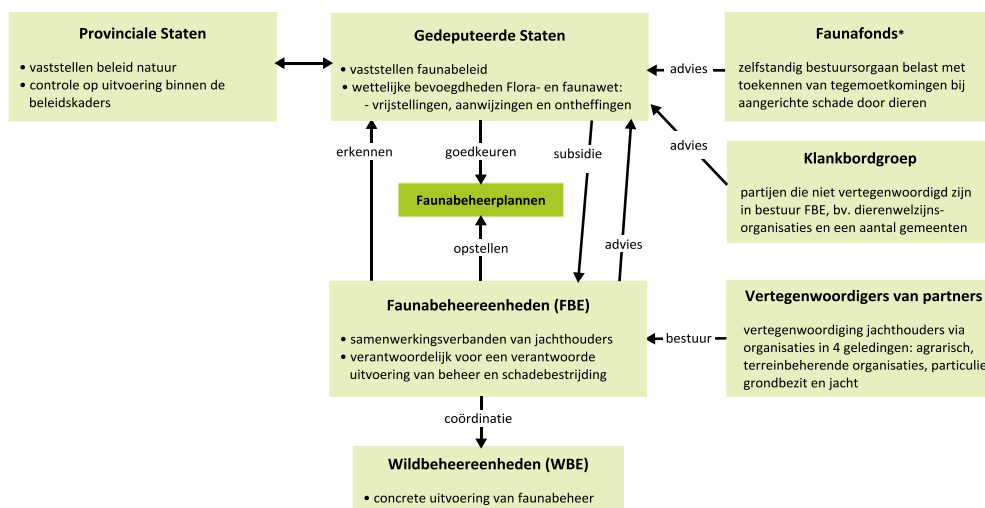 Provinciale Staten
• vaststellen beleid natuur
• controle op uitvoering binnen de
beleidskaders
Gedeputeerde Staten
• vaststellen faunabeleid
• wettelijke bevoegdheden Flora- en faunawet:
- vrijstellingen, aanwijzingen en ontheffingen
Faunafonds*
zelfstandig bestuursorgaan belast met
toekennen van tegemoetkomingen bij
aangerichte schade door dieren
advies
Klankbordgroep
partijen die niet vertegenwoordigd zijn
in bestuur FBE, bv. dierenwelzijns-
organisaties en een aantal gemeenten
advies
erkennen
goedkeuren
subsidie
advies
Faunabeheerplannen
opstellen
Faunabeheereenheden (FBE)
• samenwerkingsverbanden van jachthouders
• verantwoordelijk voor een verantwoorde
uitvoering van beheer en schadebestrijding
bestuur
Vertegenwoordigers van partners
vertegenwoordiging jachthouders via
organisaties in 4 geledingen: agrarisch,
terreinbeherende organisaties, particulie
grondbezit en jacht
coördinatie
Wildbeheereenheden (WBE)
• concrete uitvoering van faunabeheer